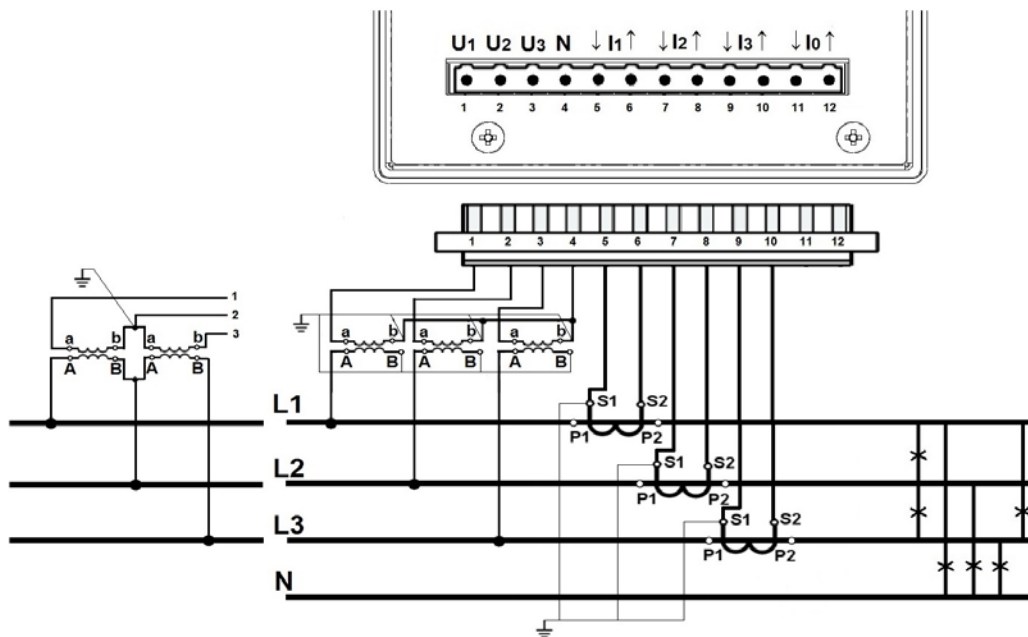 U1 U2 U3 N ↓ I1 ↑ ↓ I2 ↑ ↓ I3 ↑ ↓ I0 ↑
1 2 3 4 5 6 7 8 9 10 11 12
1 2 3 4 5 6 7 8 9 10 11 12
1
2
3
a b a b
A B A B
a b a b a b
A B A B A B
S1 S2
L1
P1 P2
S1 S2
L2
P1 P2
S1 S2
L3
P1 P2
N